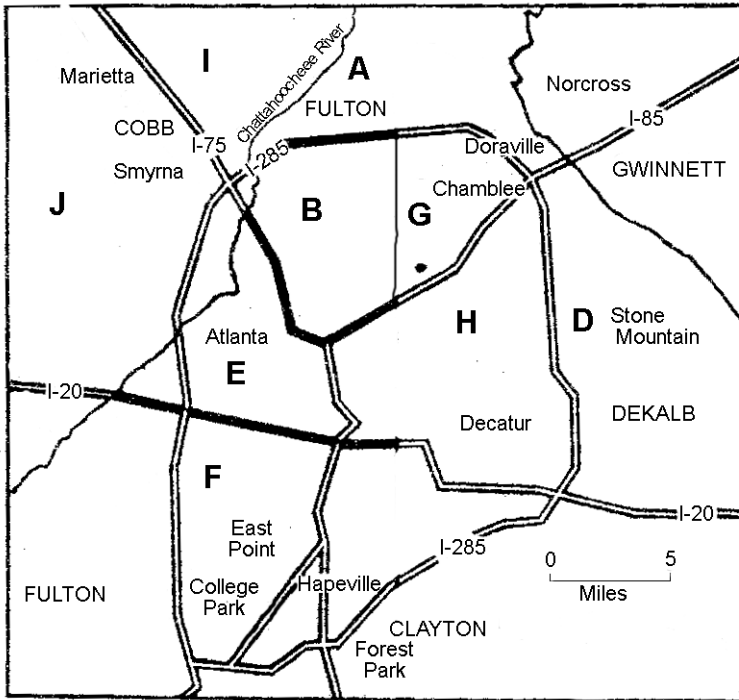 I
A
Chattahoocheee River
Marietta
Norcross
FULTON
COBB
I-75
I-285
I-85
Doraville
Smyrna
GWINNETT
Chamblee
J
B
G
Atlanta
H
D
Stone
Mountain
E
I-20
Decatur
DEKALB
F
I-20
East
Point
I-285
0 5
Miles
FULTON
College
Park
Hapeville
CLAYTON
Forest
Park